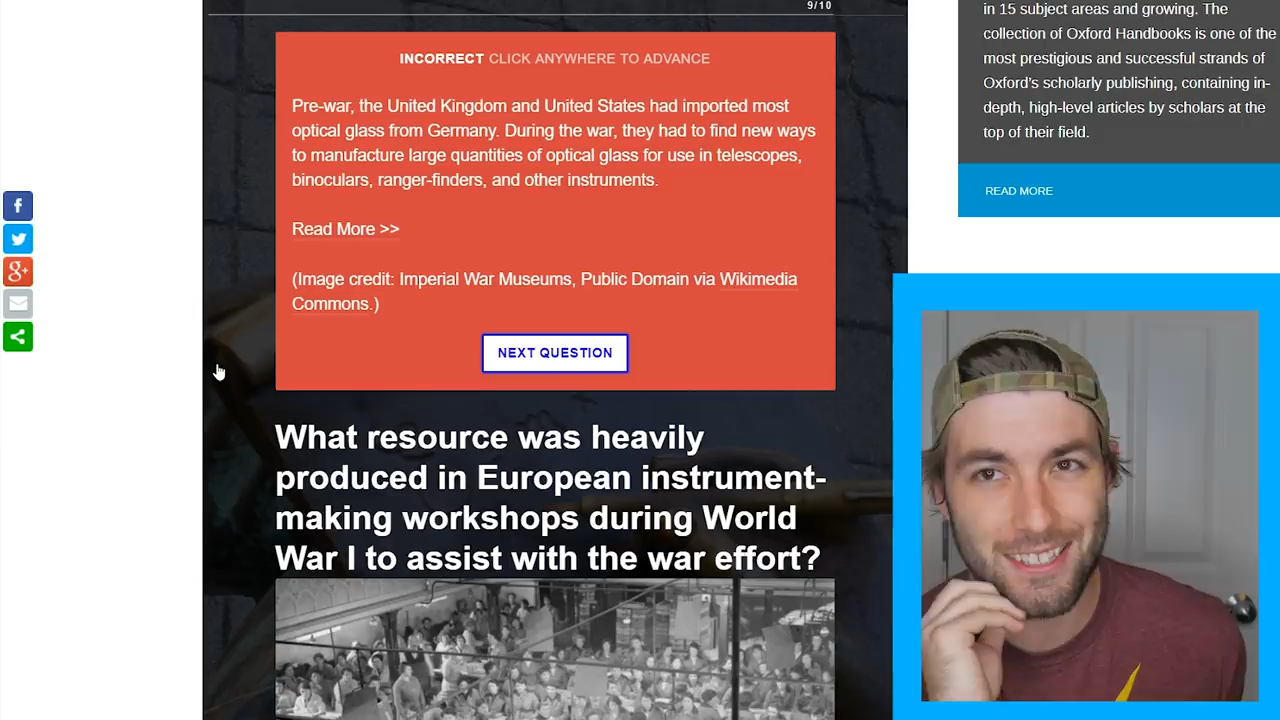 9/10
INCORRECT CLICK ANYWHERE TO ADVANCE
Pre-war, the United Kingdom and United States had imported most
optical glass from Germany. During the war, they had to find new ways
to manufacture large quantities of optical glass for use in telescopes,
binoculars, ranger-finders, and other instruments.
Read More >>
(Image credit: Imperial War Museums, Public Domain via Wikimedia
Commons.)
NEXT QUESTION
What resource was heavily
produced in European instrument-
making workshops during World
War I to assist with the war effort?
in 15 subject areas and growing. The
collection of Oxford Handbooks is one of the
most prestigious and successful strands of
Oxford's scholarly publishing, containing in-
depth, high-level articles by scholars at the
top of their field.
READ MORE
f
g+